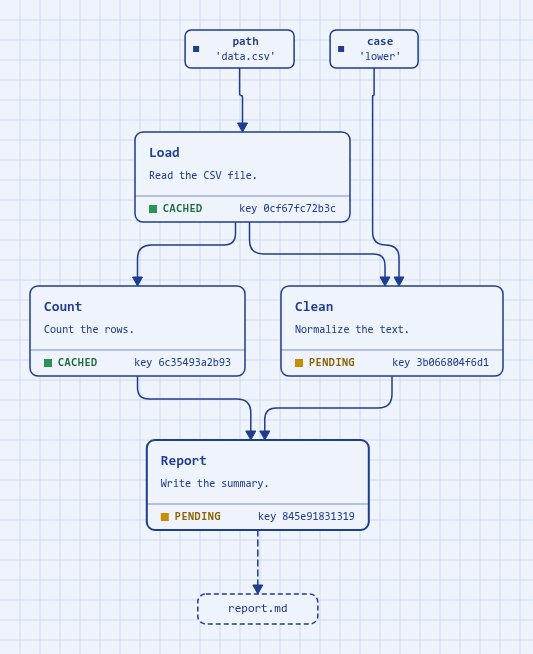 path
'data.csv'
case
'lower'
Load
Read the CSV file.
CACHED key 0cf67fc72b3c
Count
Count the rows.
CACHED key 6c35493a2b93
Clean
Normalize the text.
PENDING key 3b066804f6d1
Report
Write the summary.
PENDING key 845e91831319
report.md